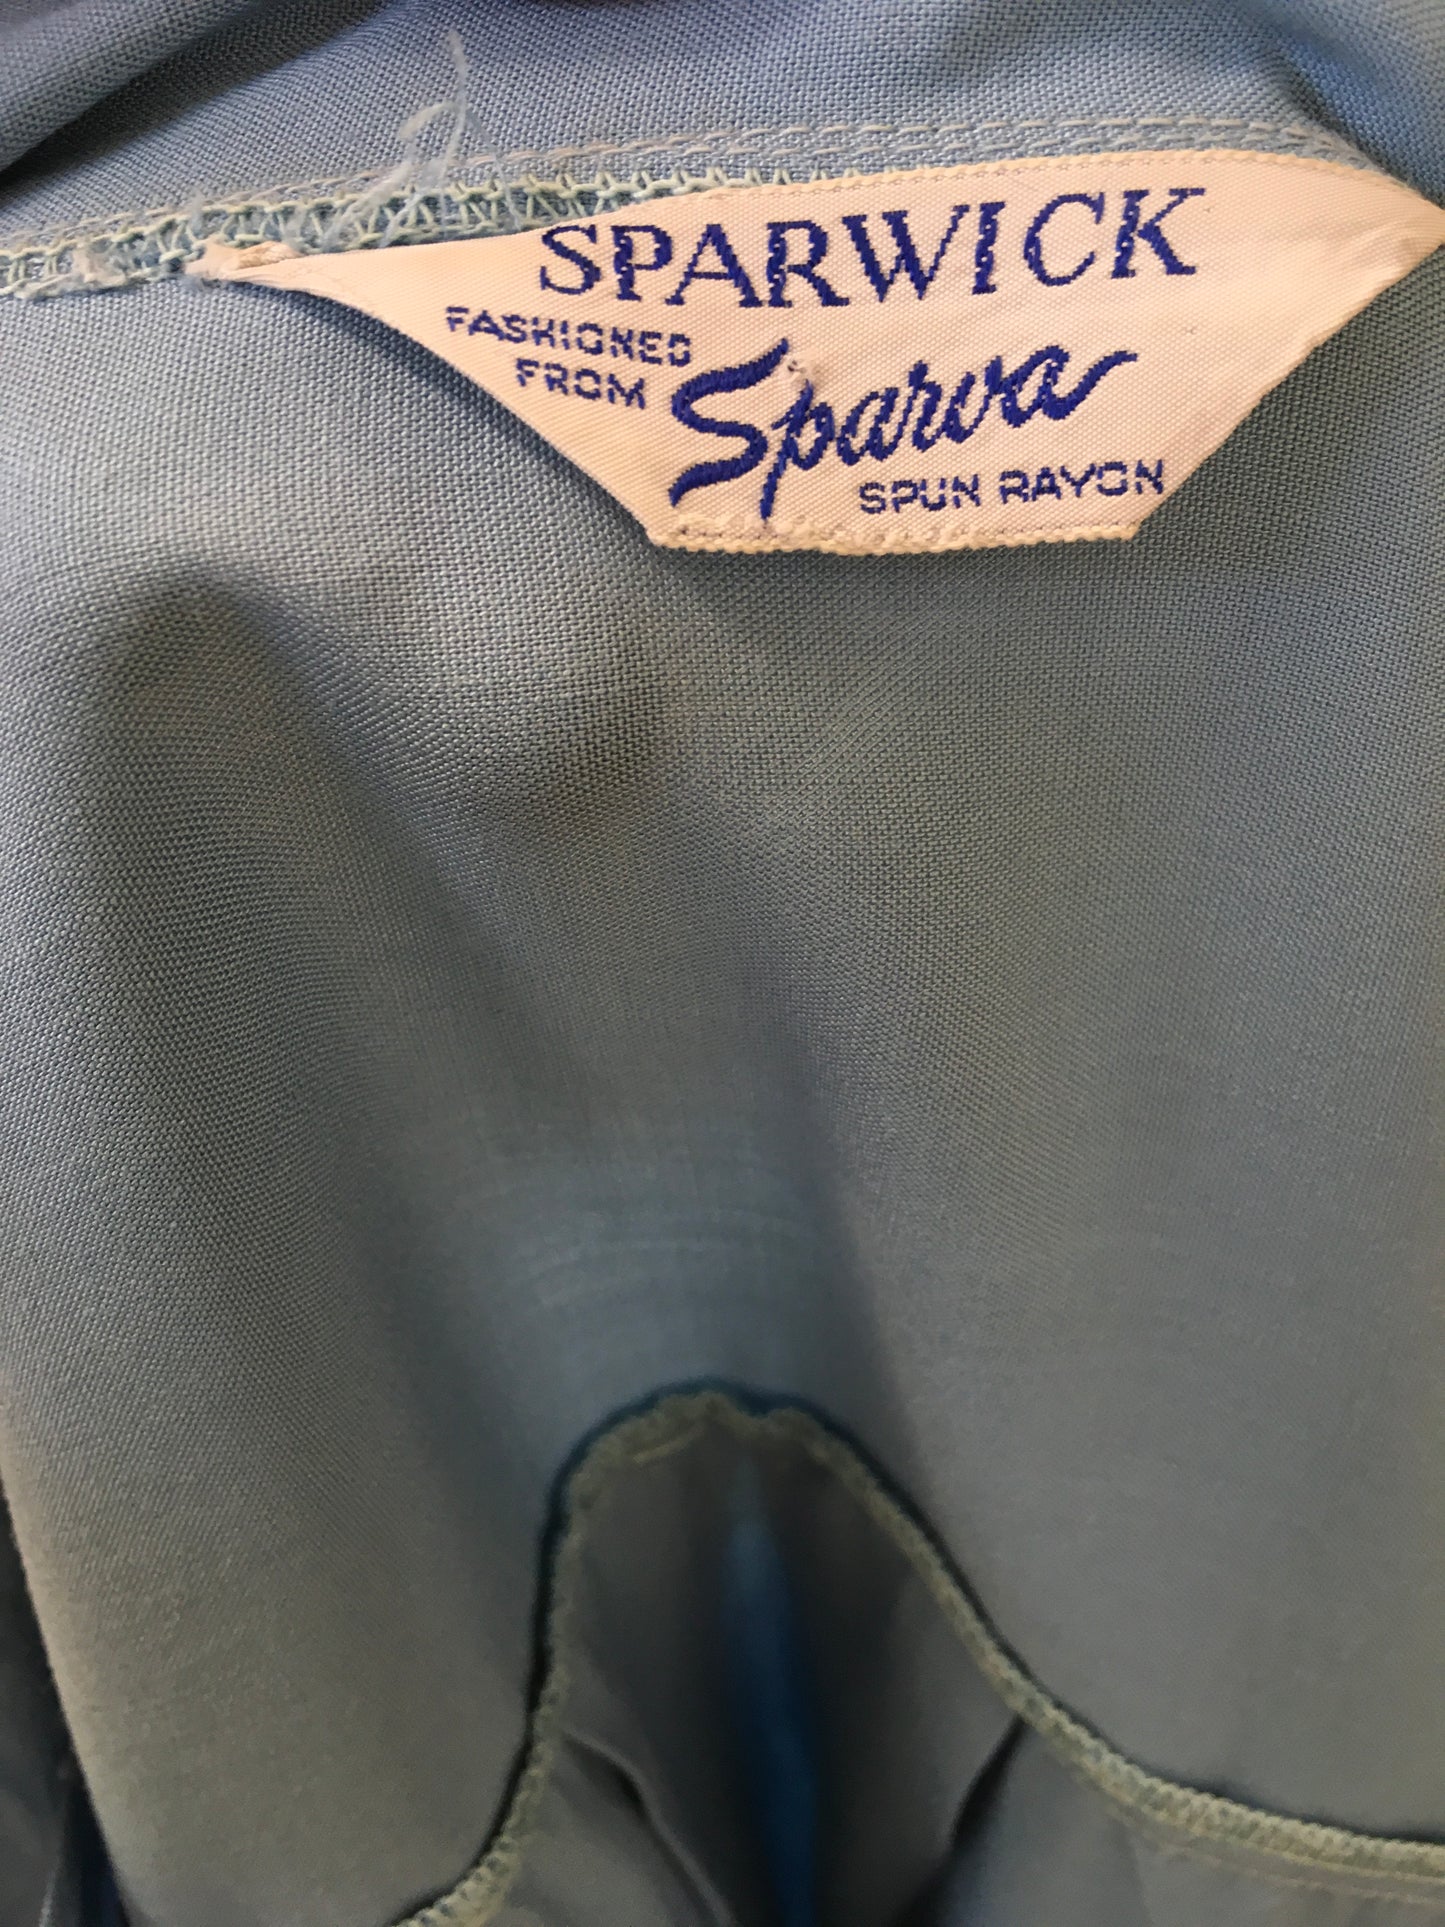 SPARWICK
FASHIONED
FROM
Sparva
SPUN RAYON